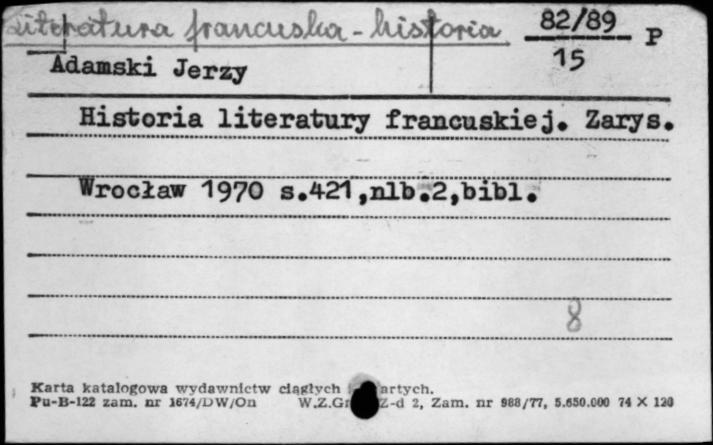 Literatura francuska - historia
82/89 P
15
Adamski Jerzy
Historia literatury francuskiej. Zarys.
Wrocław 1970 s.421,nlb.2,bibl.
8
Karta katalogowa wydawnictw ciągłych artych.
Pu-B-122 zam. nr 1674/DW/On W.Z.Gr Z-d 2, Zam. nr 988/77, 5.650.000 74 X 120